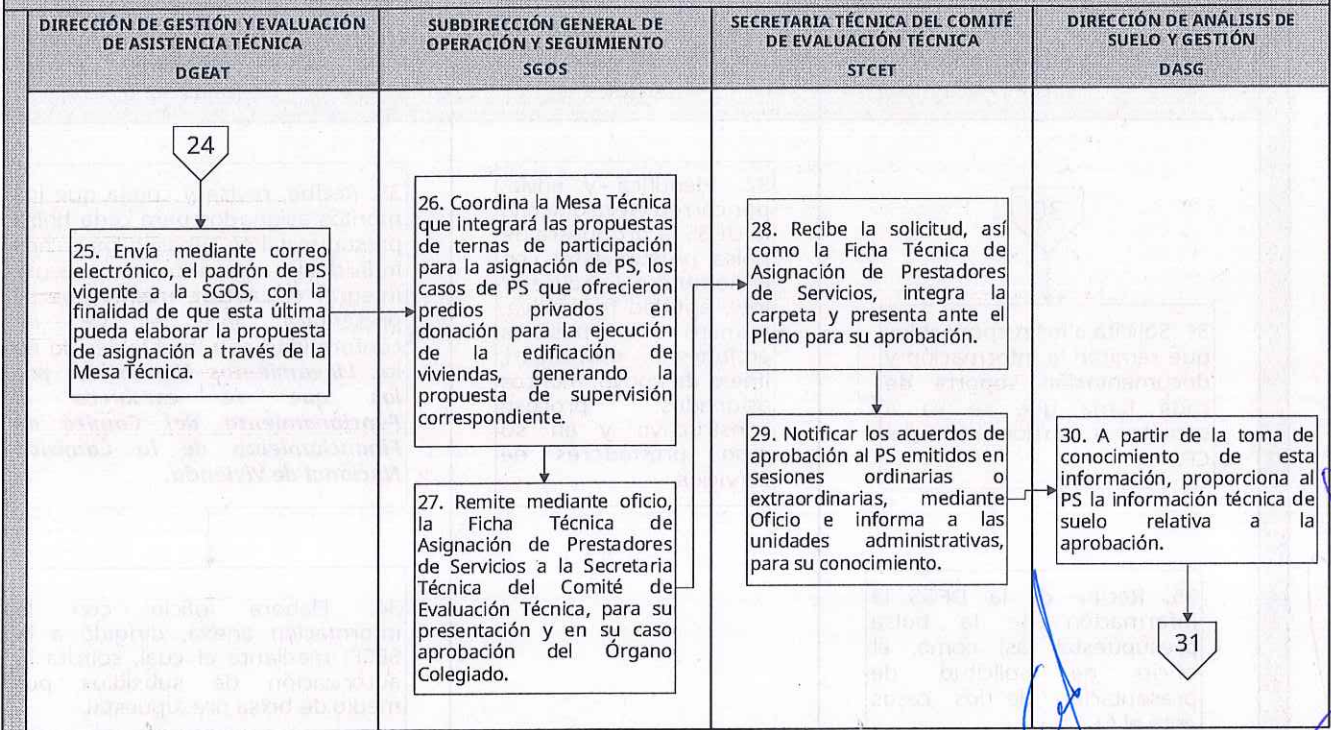 DIRECCIÓN DE GESTIÓN Y EVALUACIÓN
DE ASISTENCIA TÉCNICA
DGEAT
SUBDIRECCIÓN GENERAL DE
OPERACIÓN Y SEGUIMIENTO
SGOS
SECRETARIA TÉCNICA DEL COMITÉ
DE EVALUACIÓN TÉCNICA
STCET
DIRECCIÓN DE ANÁLISIS DE
SUELO Y GESTIÓN
DASG
24
25. Envía mediante correo
electrónico, el padrón de PS
vigente a la SGOS, con la
finalidad de que esta última
pueda elaborar la propuesta
de asignación a través de la
Mesa Técnica.
26. Coordina la Mesa Técnica
que integrará las propuestas
de ternas de participación
para la asignación de PS, los
casos de PS que ofrecieron
predios privados en
donación para la ejecución
de la edificación de
viviendas, generando la
propuesta de supervisión
correspondiente.
27. Remite mediante oficio,
la Ficha Técnica de
Asignación de Prestadores
de Servicios a la Secretaria
Técnica del Comité de
Evaluación Técnica, para su
presentación y en su caso
aprobación del Órgano
Colegiado.
28. Recibe la solicitud, así
como la Ficha Técnica de
Asignación de Prestadores
de Servicios, integra la
carpeta y presenta ante el
Pleno para su aprobación.
29. Notificar los acuerdos de
aprobación al PS emitidos en
sesiones ordinarias o
extraordinarias, mediante
Oficio e informa a las
unidades administrativas,
para su conocimiento.
30. A partir de la toma de
conocimiento de esta
información, proporciona al
PS la información técnica de
suelo relativa a la
aprobación.
31